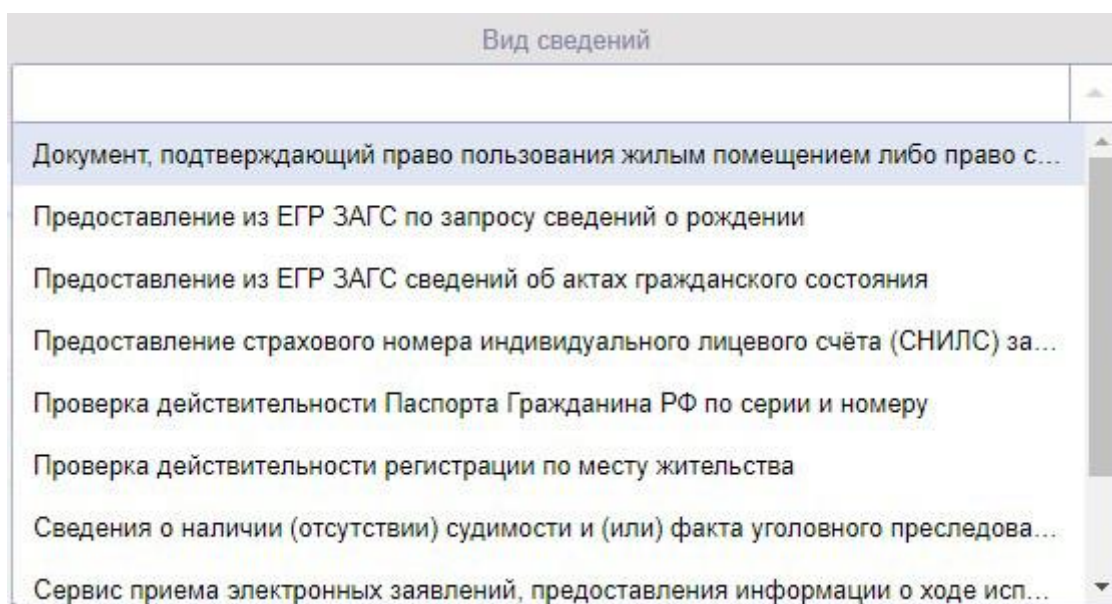 Вид сведений
Документ, подтверждающий право пользования жилым помещением либо право с...
Предоставление из ЕГР ЗАГС по запросу сведений о рождении
Предоставление из ЕГР ЗАГС сведений об актах гражданского состояния
Предоставление страхового номера индивидуального лицевого счёта (СНИЛС) за...
Проверка действительности Паспорта Гражданина РФ по серии и номеру
Проверка действительности регистрации по месту жительства
Сведения о наличии (отсутствии) судимости и (или) факта уголовного преследова...
Сервис приема электронных заявлений, предоставления информации о ходе исп...